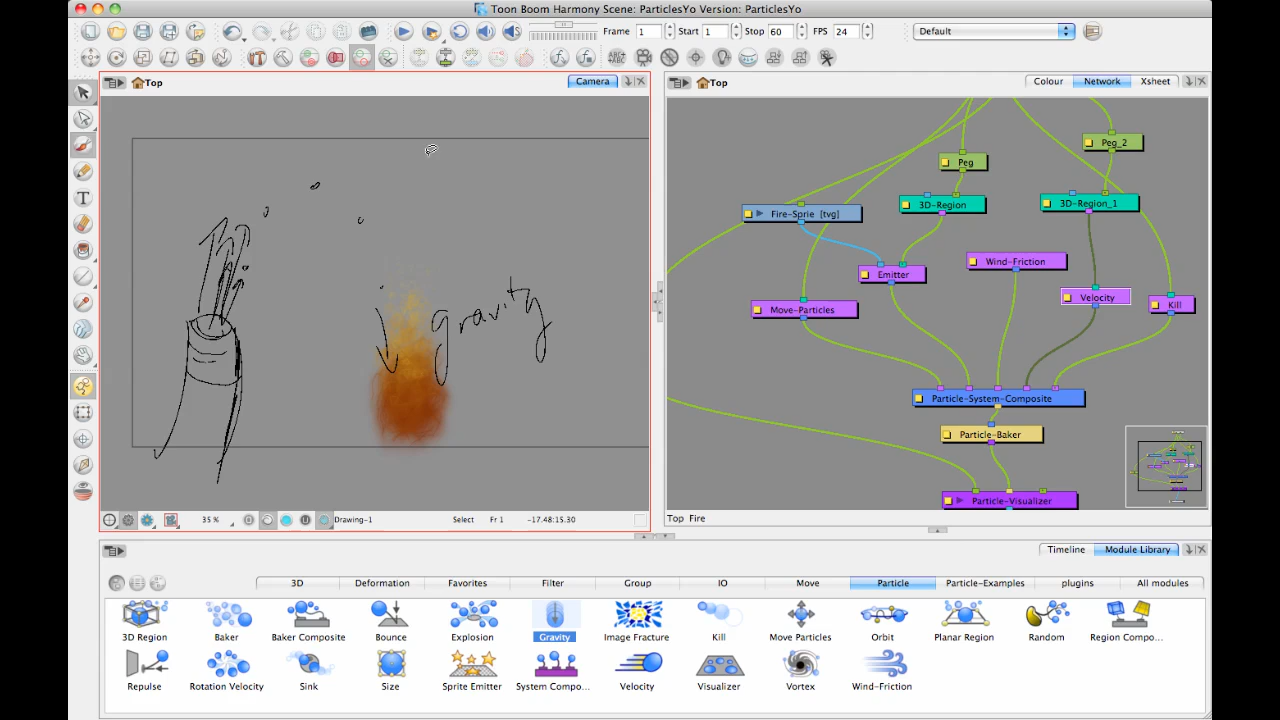 Toon Boom Harmony Scene: ParticlesYo Version: ParticlesYo
Frame 1 Start 1 Stop 60 FPS 24 Default
Top Camera
Top Colour Network Xsheet
Peg Peg_2
Fire-Sprie [tvg] 3D-Region 3D-Region_1
Emitter Wind-Friction
Move-Particles Velocity Kill
Particle-System-Composite
Particle-Baker
Particle-Visualizer
gravity
T
35 % Drawing-1 Select Fr 1 -17.48:15.30
Top Fire
Timeline Module Library
3D Deformation Favorites Filter Group IO Move Particle Particle-Examples plugins All modules
3D Region Baker Baker Composite Bounce Explosion Gravity Image Fracture Kill Move Particles Orbit Planar Region Random Region Compo...
Repulse Rotation Velocity Sink Size Sprite Emitter System Compo... Velocity Visualizer Vortex Wind-Friction